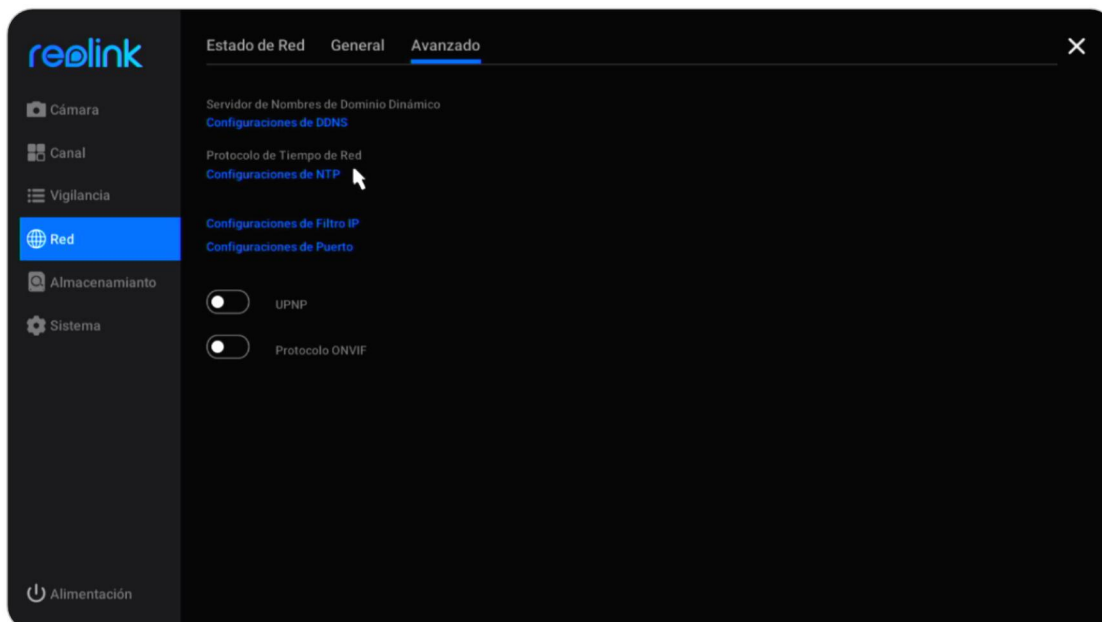 reolink
Estado de Red General Avanzado
Cámara
Canal
Vigilancia
Red
Almacenamianto
Sistema
Alimentación
Servidor de Nombres de Dominio Dinámico
Configuraciones de DDNS
Protocolo de Tiempo de Red
Configuraciones de NTP
Configuraciones de Filtro IP
Configuraciones de Puerto
UPNP
Protocolo ONVIF